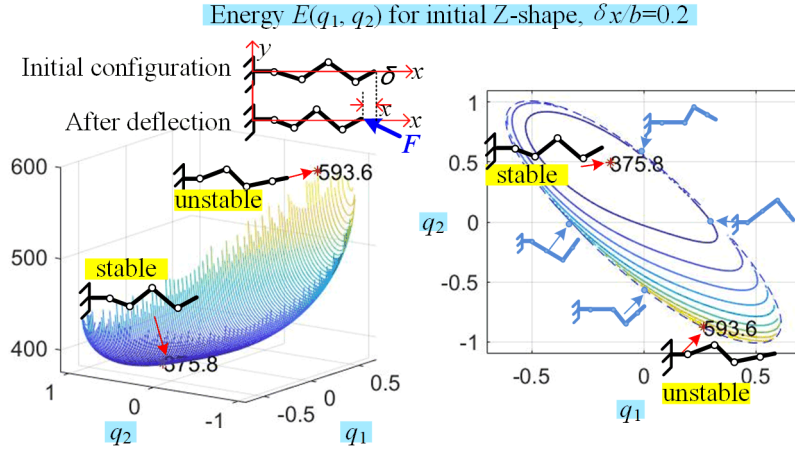 Energy E(q1, q2) for initial Z-shape, δx/b=0.2
y
Initial configuration
δ
x
x
After deflection
x
F
600
593.6
unstable
500
stable
400
375.8
1
0
-1
q2
-0.5
0
0.5
q1
1
0.5
stable
375.8
q2
0
-0.5
593.6
-1
-0.5
0
0.5
q1
unstable